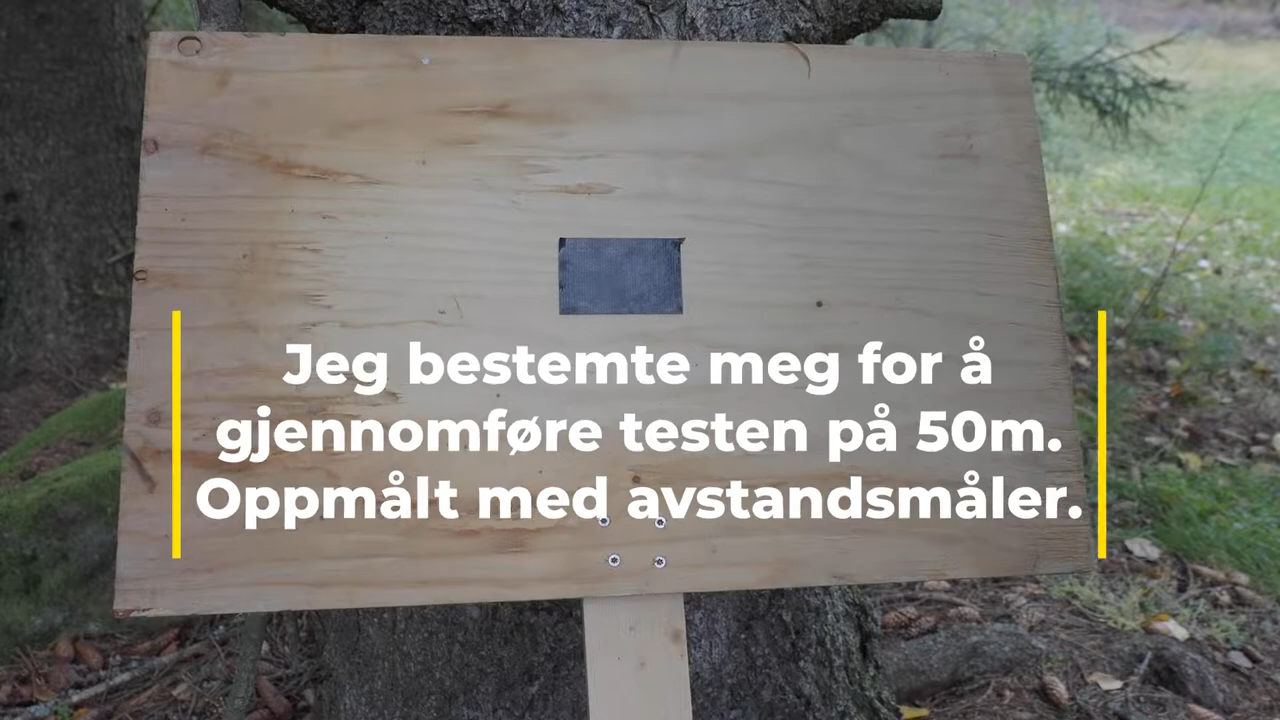 Jeg bestemte meg for å
gjennomføre testen på 50m.
Oppmålt med avstandsmåler.